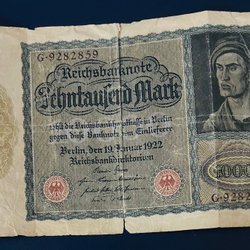 G·9282859
Reichsbanknote
Zehntausend Mark
zahlt die Reichsbankhauptkasse in Berlin
gegen diese Banknote dem Einlieferer
Berlin, den 19. Januar 1922
Reichsbankdirektorium
G·9282